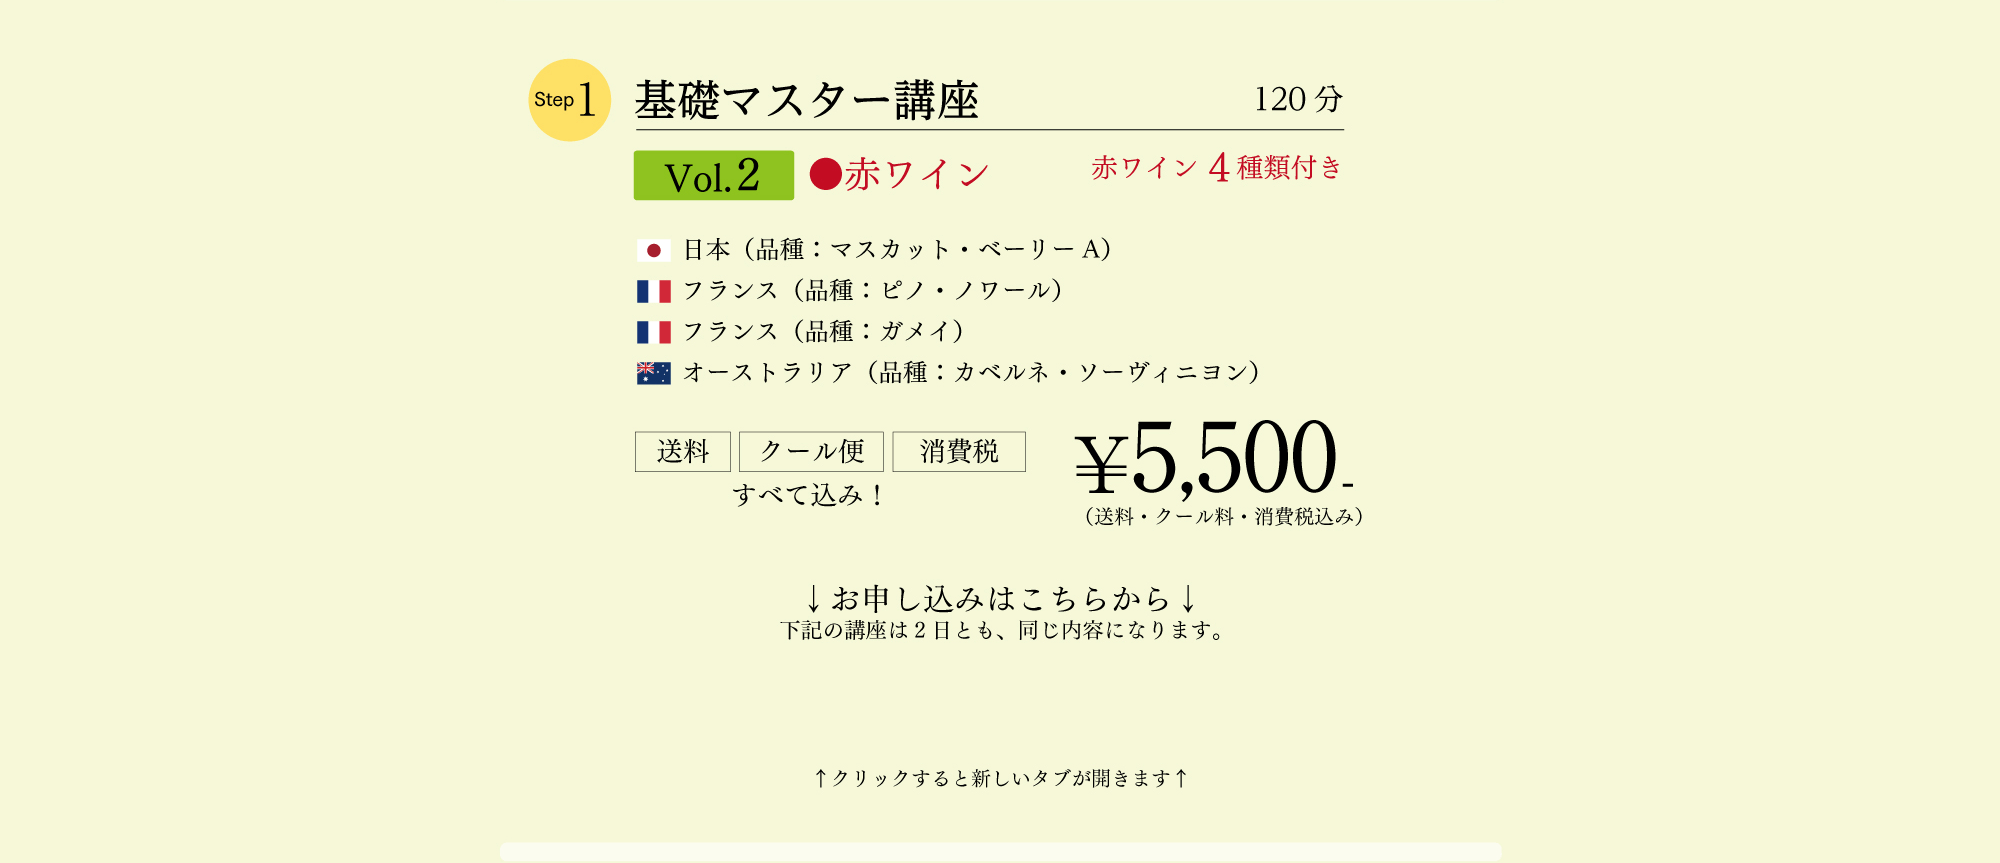 Step 1 基礎マスター講座 120 分
Vol.2 ●赤ワイン 赤ワイン 4 種類付き
日本（品種：マスカット・ベーリー A）
フランス（品種：ピノ・ノワール）
フランス（品種：ガメイ）
オーストラリア（品種：カベルネ・ソーヴィニヨン）
送料 クール便 消費税
すべて込み！
¥5,500-
（送料・クール料・消費税込み）
↓お申し込みはこちらから↓
下記の講座は 2 日とも、同じ内容になります。
↑クリックすると新しいタブが開きます↑